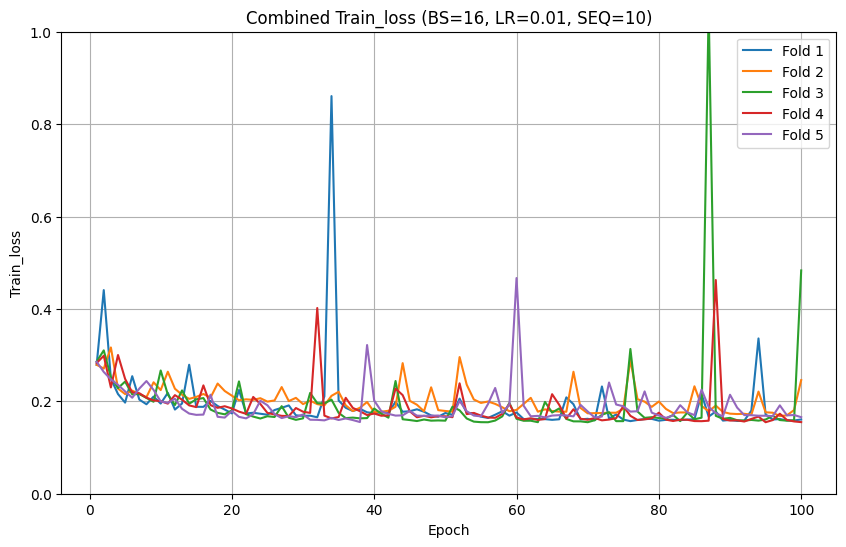 Combined Train_loss (BS=16, LR=0.01, SEQ=10)
Fold 1
Fold 2
Fold 3
Fold 4
Fold 5
Train_loss
1.0
0.8
0.6
0.4
0.2
0.0
0 20 40 60 80 100
Epoch